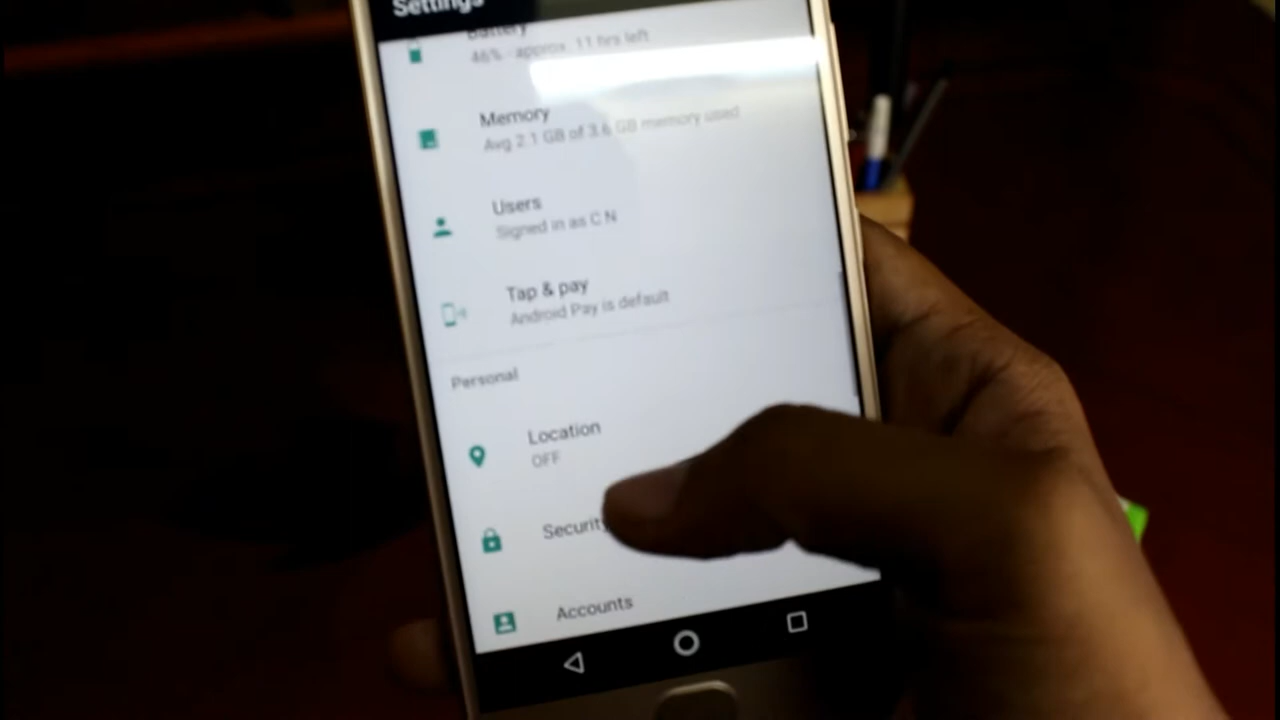 Settings
Battery
46% - approx. 11 hrs left
Memory
Avg 2.1 GB of 3.6 GB memory used
Users
Signed in as C N
Tap & pay
Android Pay is default
Personal
Location
OFF
Security
Accounts